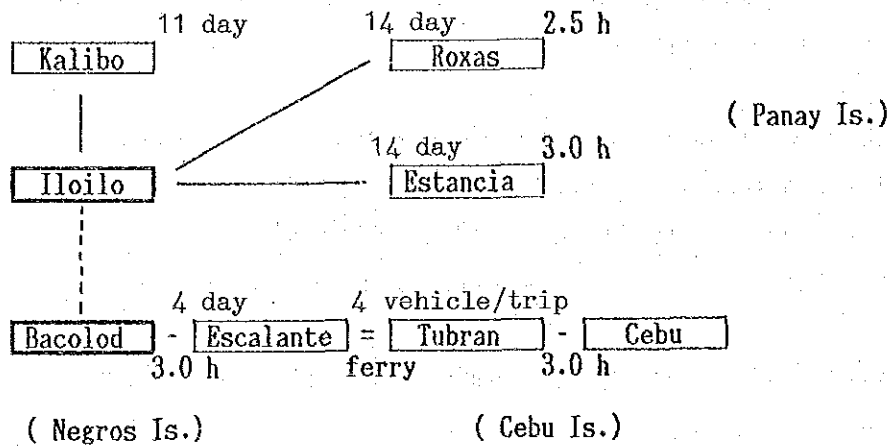 11 day 14 day 2.5 h
Kalibo Roxas
( Panay Is.)
14 day 3.0 h
Iloilo Estancia
4 day 4 vehicle/trip
Bacolod - Escalante = Tubran - Cebu
3.0 h ferry 3.0 h
( Negros Is.) ( Cebu Is.)